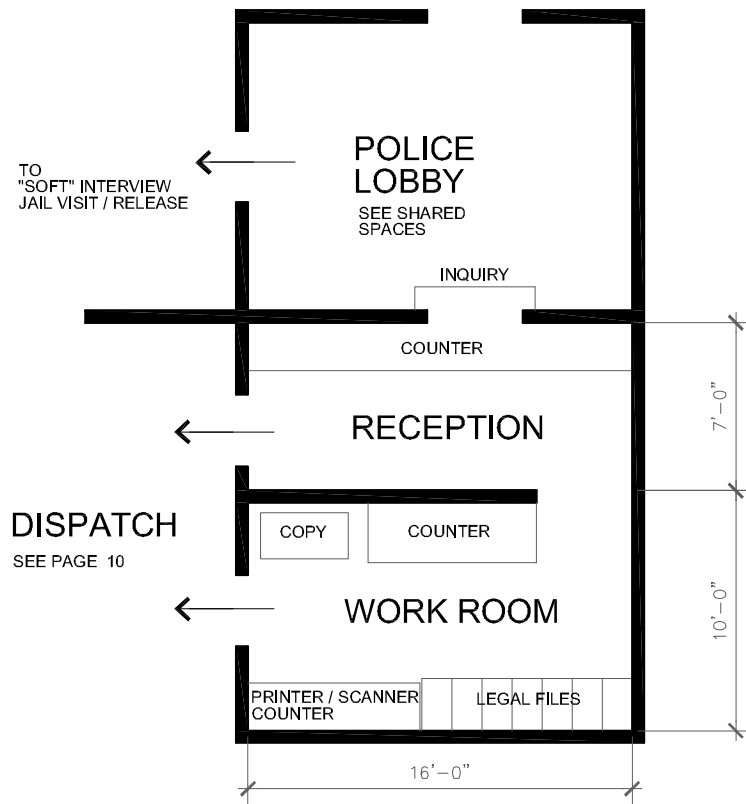 POLICE
LOBBY
SEE SHARED
SPACES
TO
"SOFT" INTERVIEW
JAIL VISIT / RELEASE
INQUIRY
COUNTER
RECEPTION
7'-0"
DISPATCH
SEE PAGE 10
COPY
COUNTER
WORK ROOM
10'-0"
PRINTER / SCANNER
COUNTER
LEGAL FILES
16'-0"